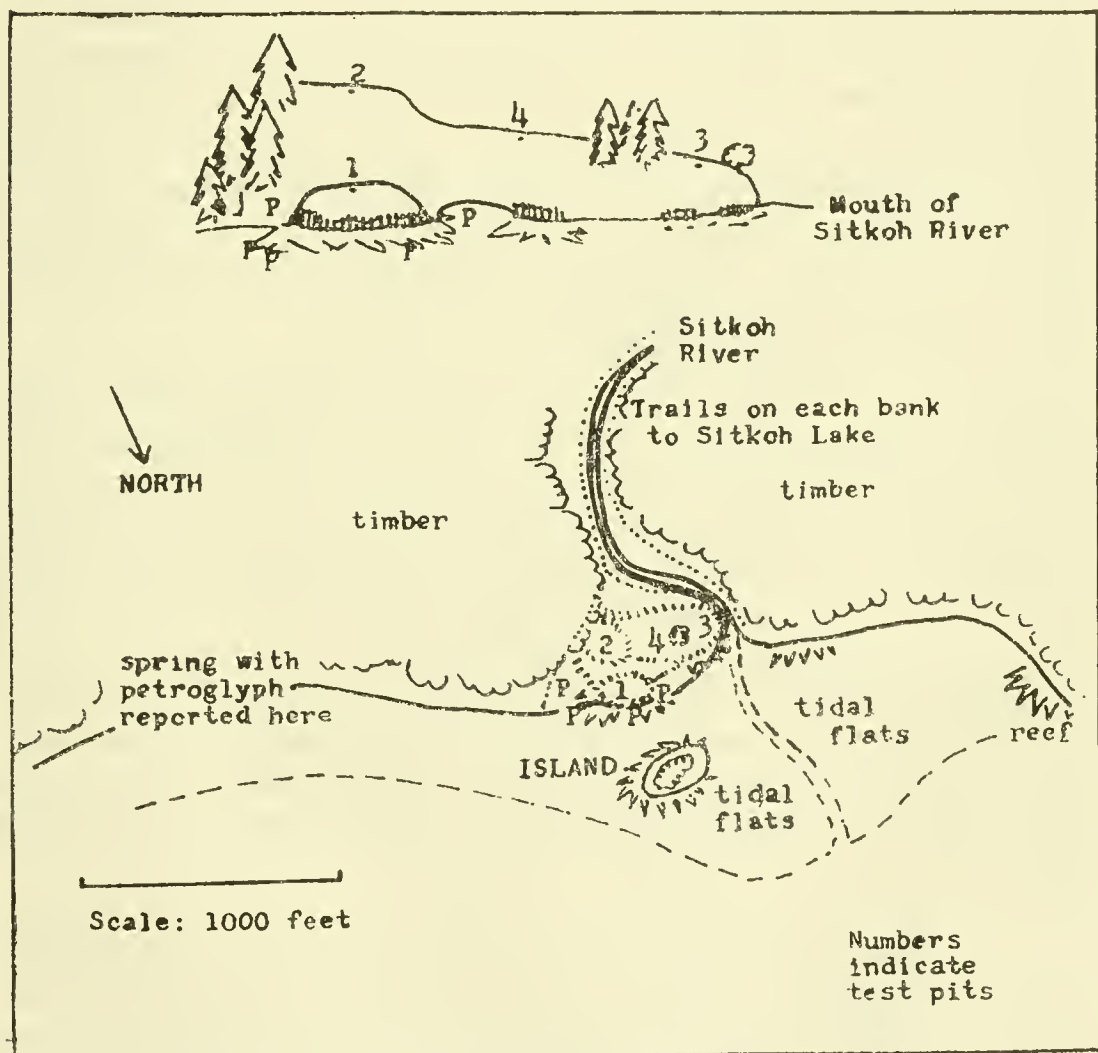 2
4
3
1
P
P
P
P
P
Mouth of
Sitkoh River
Sitkoh
River
Trails on each bank
to Sitkoh Lake
NORTH
timber
timber
2
4
3
1
P
P
P
P
spring with
petroglyph
reported here
tidal
flats
reef
ISLAND
tidal
flats
Scale: 1000 feet
Numbers
indicate
test pits